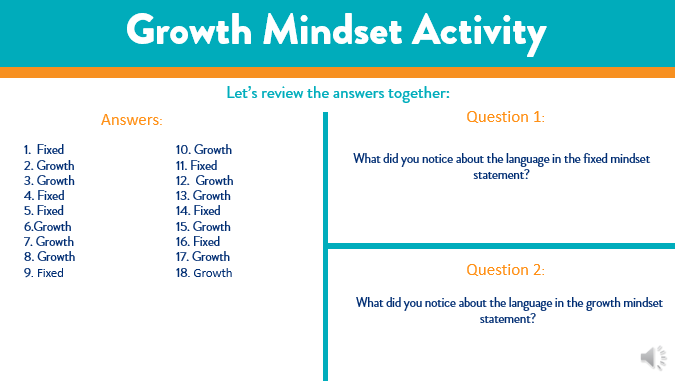 Growth Mindset Activity
Let's review the answers together:
Answers:
1. Fixed
2. Growth
3. Growth
4. Fixed
5. Fixed
6.Growth
7. Growth
8. Growth
9. Fixed
10. Growth
11. Fixed
12. Growth
13. Growth
14. Fixed
15. Growth
16. Fixed
17. Growth
18. Growth
Question 1:
What did you notice about the language in the fixed mindset
statement?
Question 2:
What did you notice about the language in the growth mindset
statement?